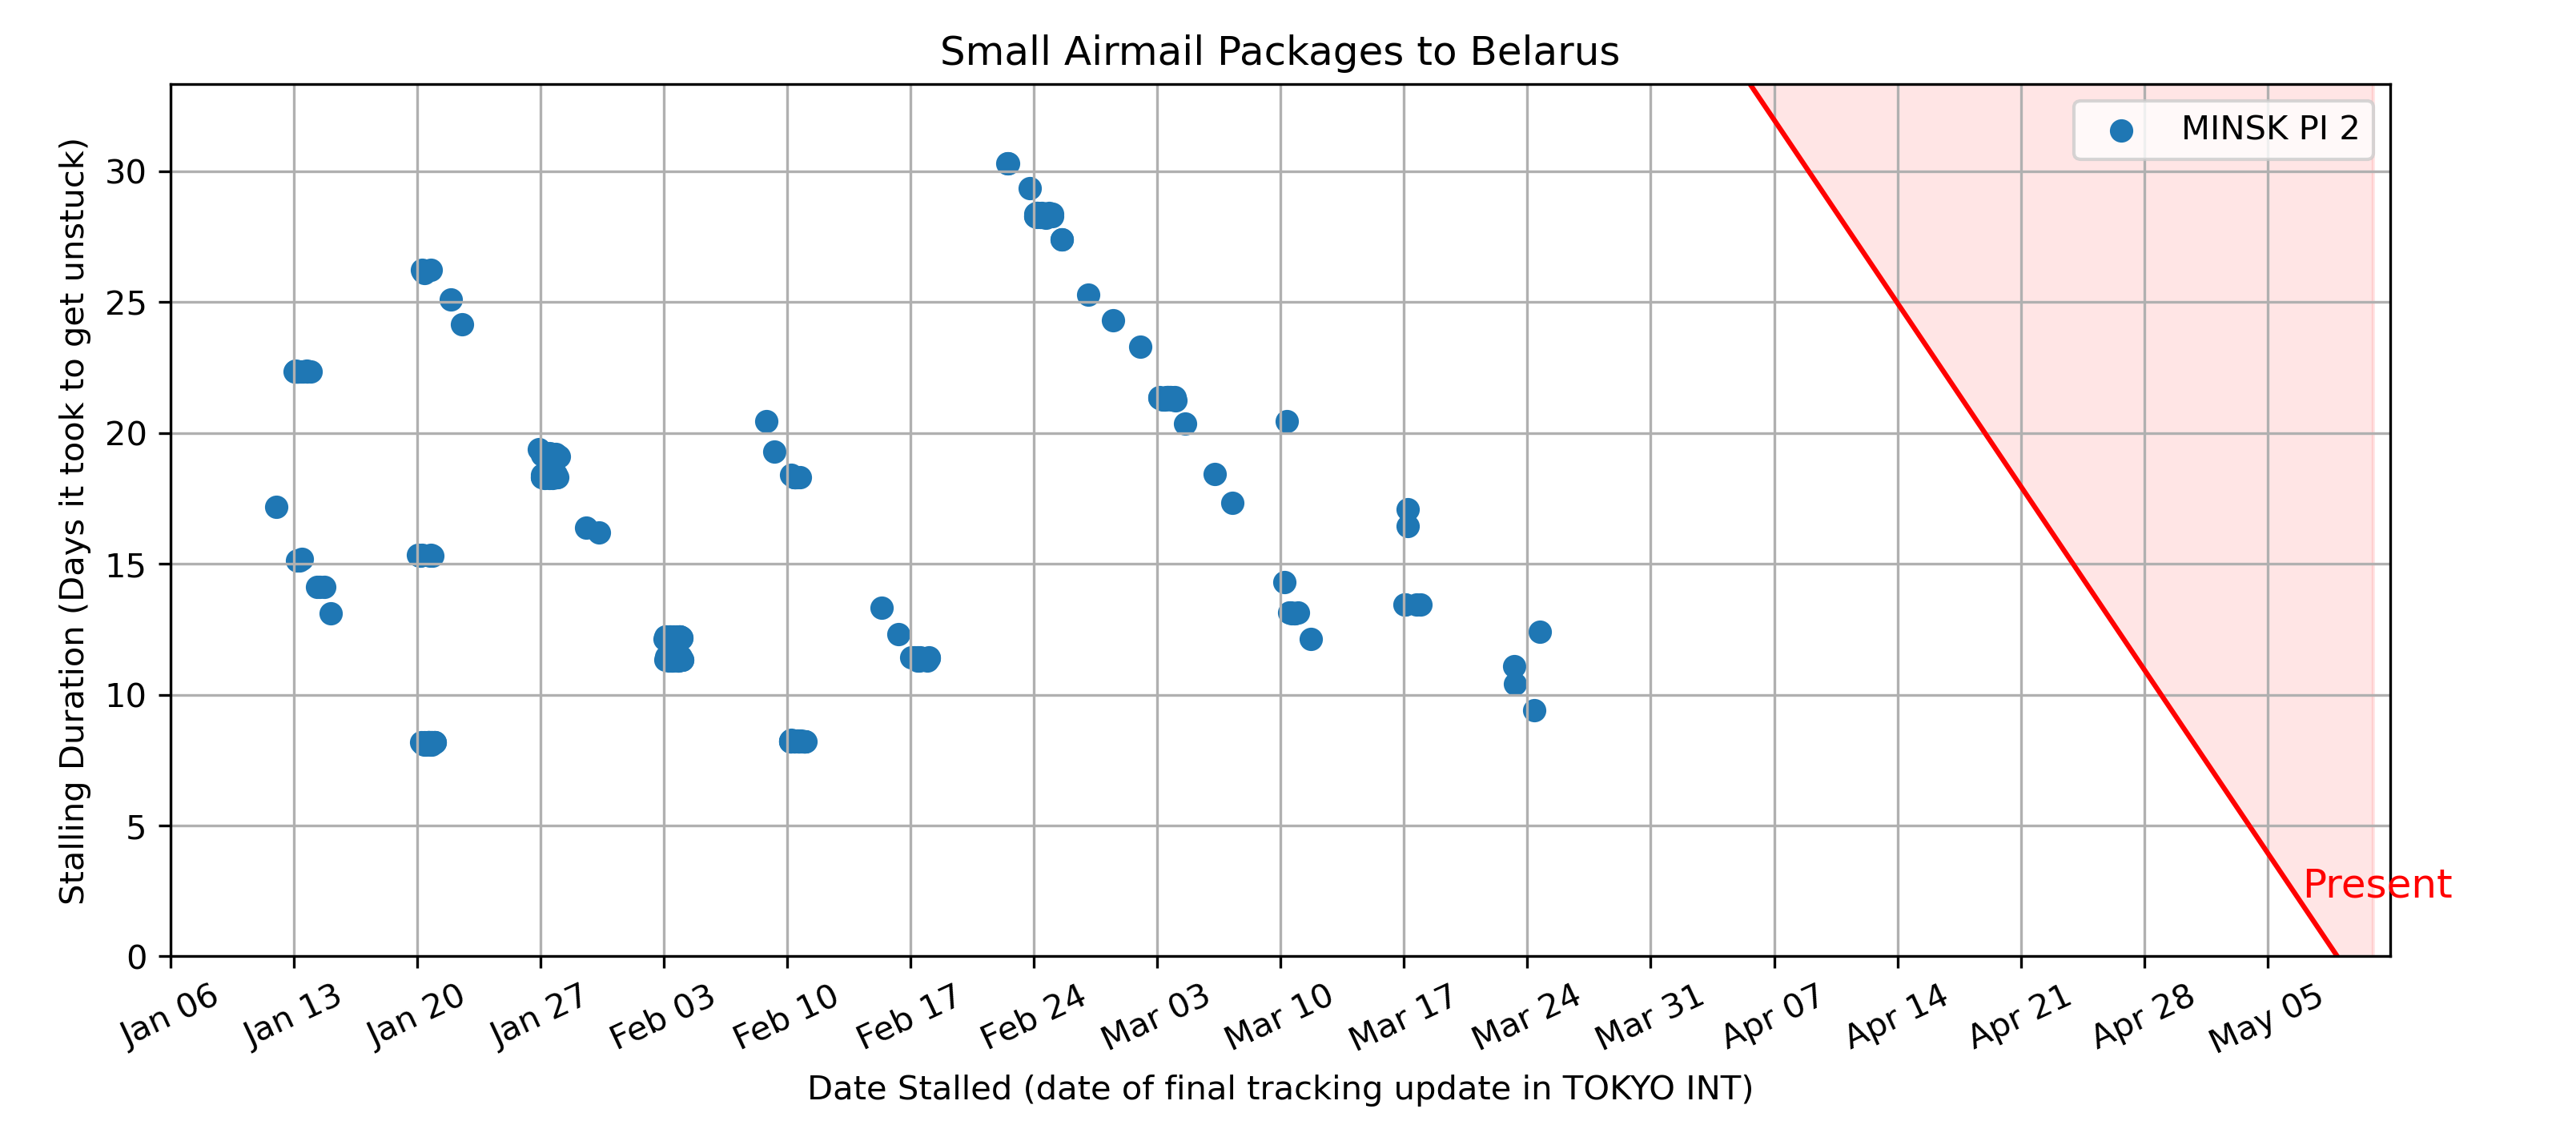 Small Airmail Packages to Belarus
MINSK PI 2
Stalling Duration (Days it took to get unstuck)
30
25
20
15
10
5
0
Present
Jan 06
Jan 13
Jan 20
Jan 27
Feb 03
Feb 10
Feb 17
Feb 24
Mar 03
Mar 10
Mar 17
Mar 24
Mar 31
Apr 07
Apr 14
Apr 21
Apr 28
May 05
Date Stalled (date of final tracking update in TOKYO INT)